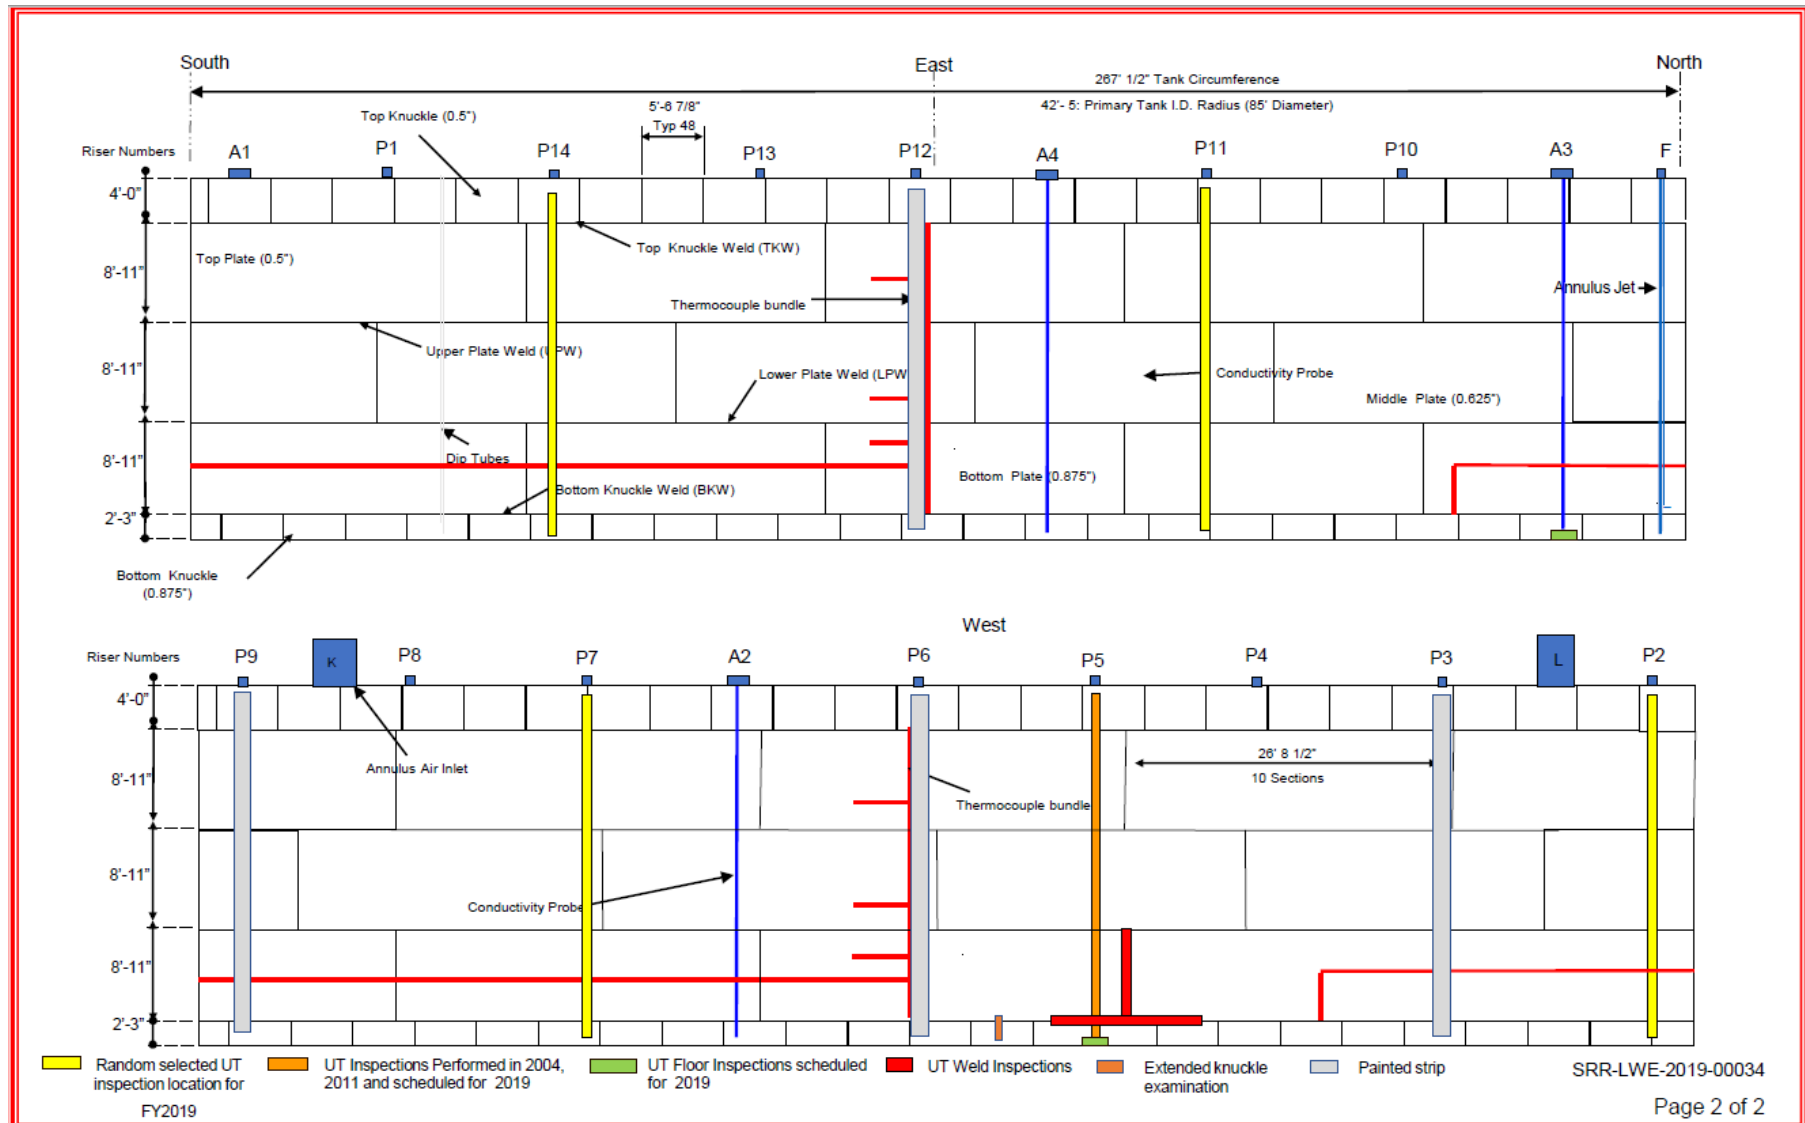 South
East
North
267' 1/2" Tank Circumference
42'- 5: Primary Tank I.D. Radius (85' Diameter)
5'-6 7/8"
Typ 48
Top Knuckle (0.5")
Riser Numbers
A1
P1
P14
P13
P12
A4
P11
P10
A3
F
4'-0"
Top Knuckle Weld (TKW)
Top Plate (0.5")
8'-11"
Thermocouple bundle
Annulus Jet
Upper Plate Weld (UPW)
8'-11"
Lower Plate Weld (LPW
Conductivity Probe
Middle Plate (0.625")
8'-11"
Dip Tubes
Bottom Plate (0.875")
Bottom Knuckle Weld (BKW)
2'-3"
Bottom Knuckle
(0.875")
West
Riser Numbers
P9
K
P8
P7
A2
P6
P5
P4
P3
L
P2
4'-0"
26' 8 1/2"
10 Sections
Annulus Air Inlet
8'-11"
Thermocouple bundle
8'-11"
Conductivity Probe
8'-11"
2'-3"
Random selected UT
inspection location for
FY2019
UT Inspections Performed in 2004,
2011 and scheduled for 2019
UT Floor Inspections scheduled
for 2019
UT Weld Inspections
Extended knuckle
examination
Painted strip
SRR-LWE-2019-00034
Page 2 of 2